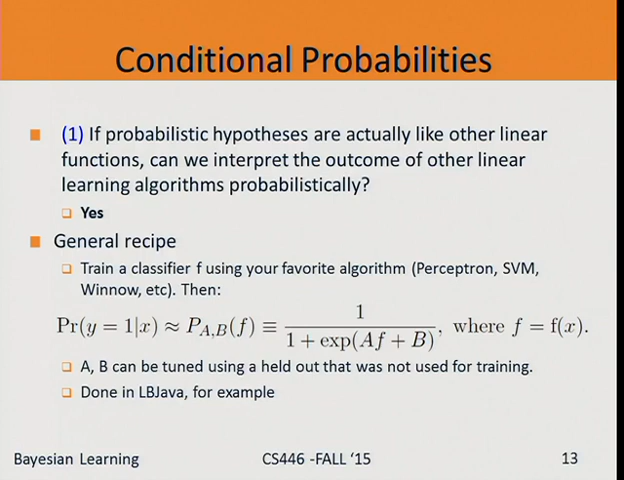 Conditional Probabilities
(1) If probabilistic hypotheses are actually like other linear
functions, can we interpret the outcome of other linear
learning algorithms probabilistically?
Yes
General recipe
Train a classifier f using your favorite algorithm (Perceptron, SVM,
Winnow, etc). Then:
Pr(y = 1|x) ≈ P_{A,B}(f) ≡ 1 / (1 + exp(Af + B)), where f = f(x).
A, B can be tuned using a held out that was not used for training.
Done in LBJava, for example
Bayesian Learning CS446 -FALL ‘15 13